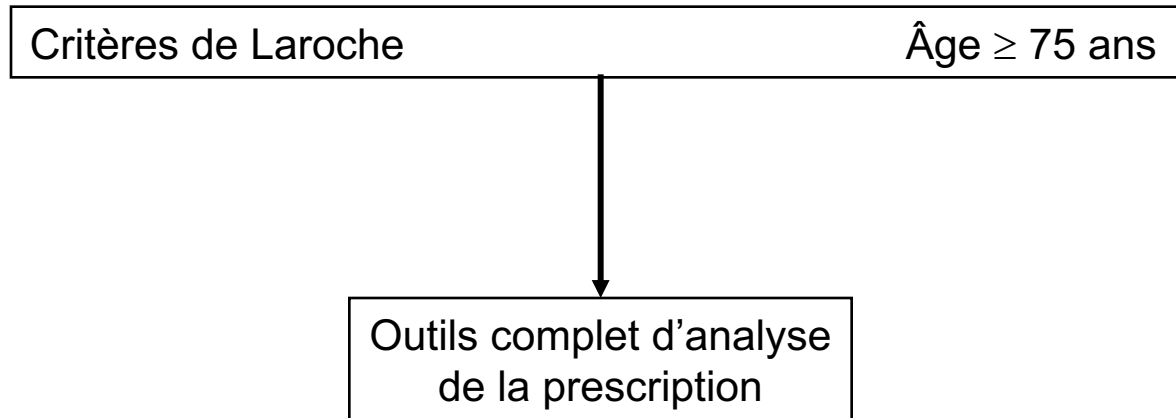 Critères de Laroche Âge ≥ 75 ans
Outils complet d’analyse
de la prescription